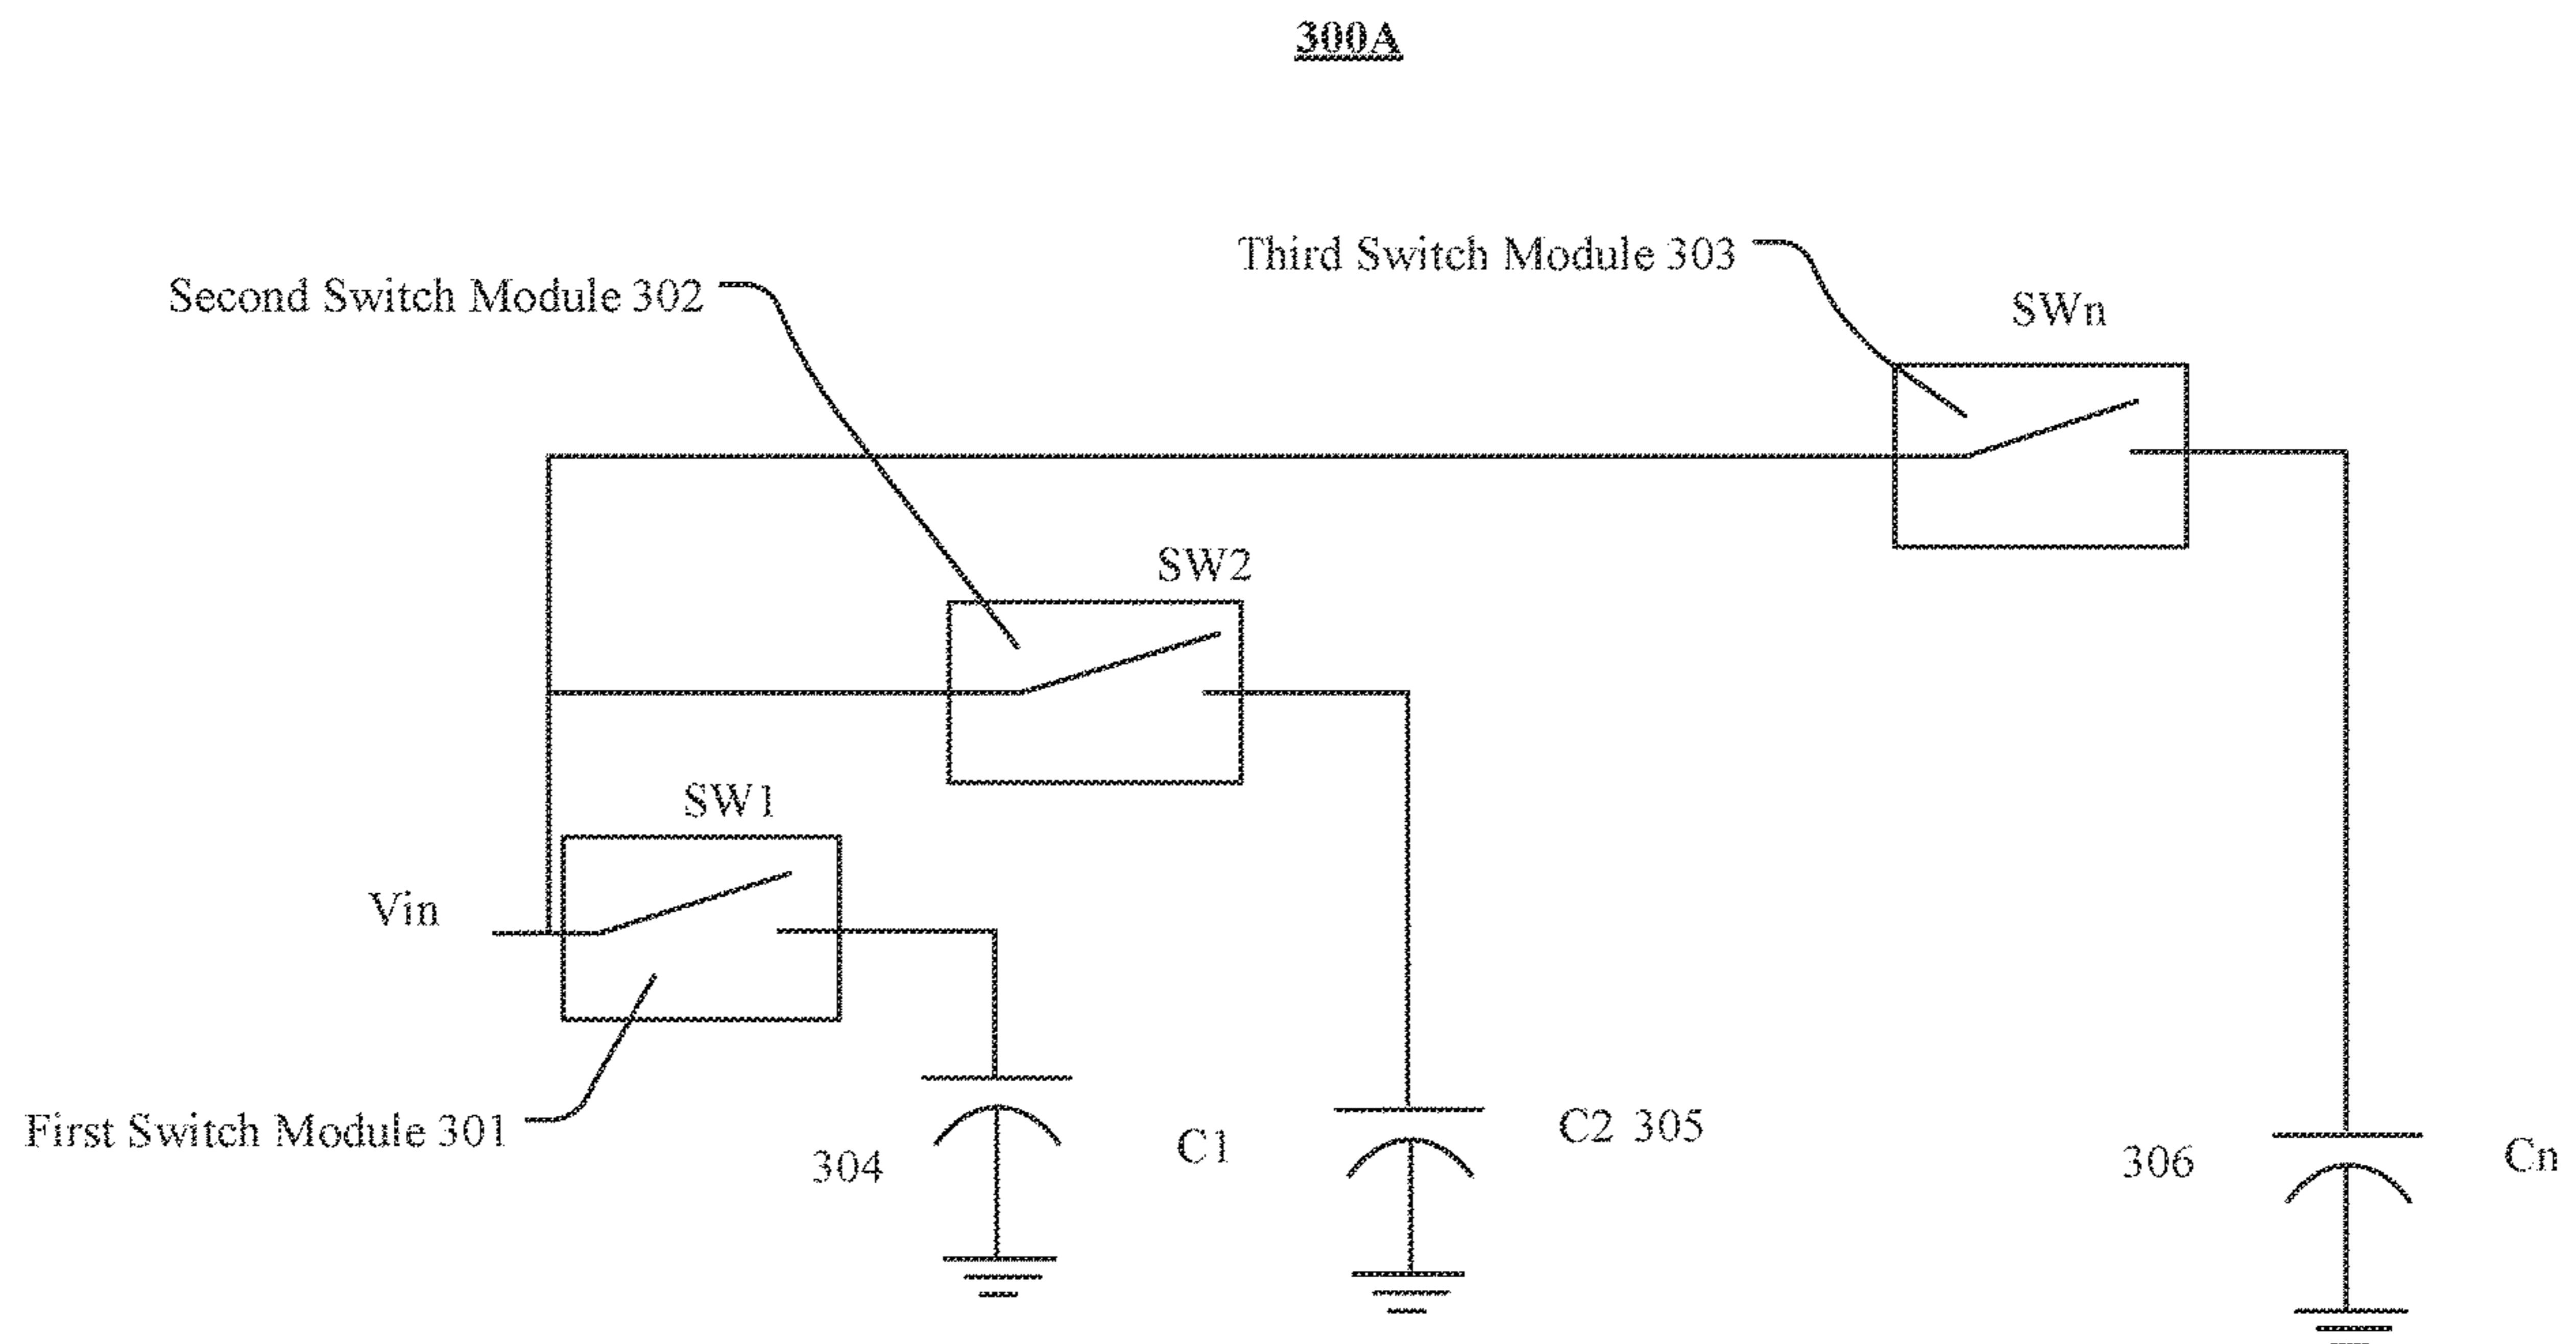 300A
Third Switch Module 303
Second Switch Module 302
SWn
SW2
SW1
Vin
First Switch Module 301
304
C1
C2 305
306
Cn